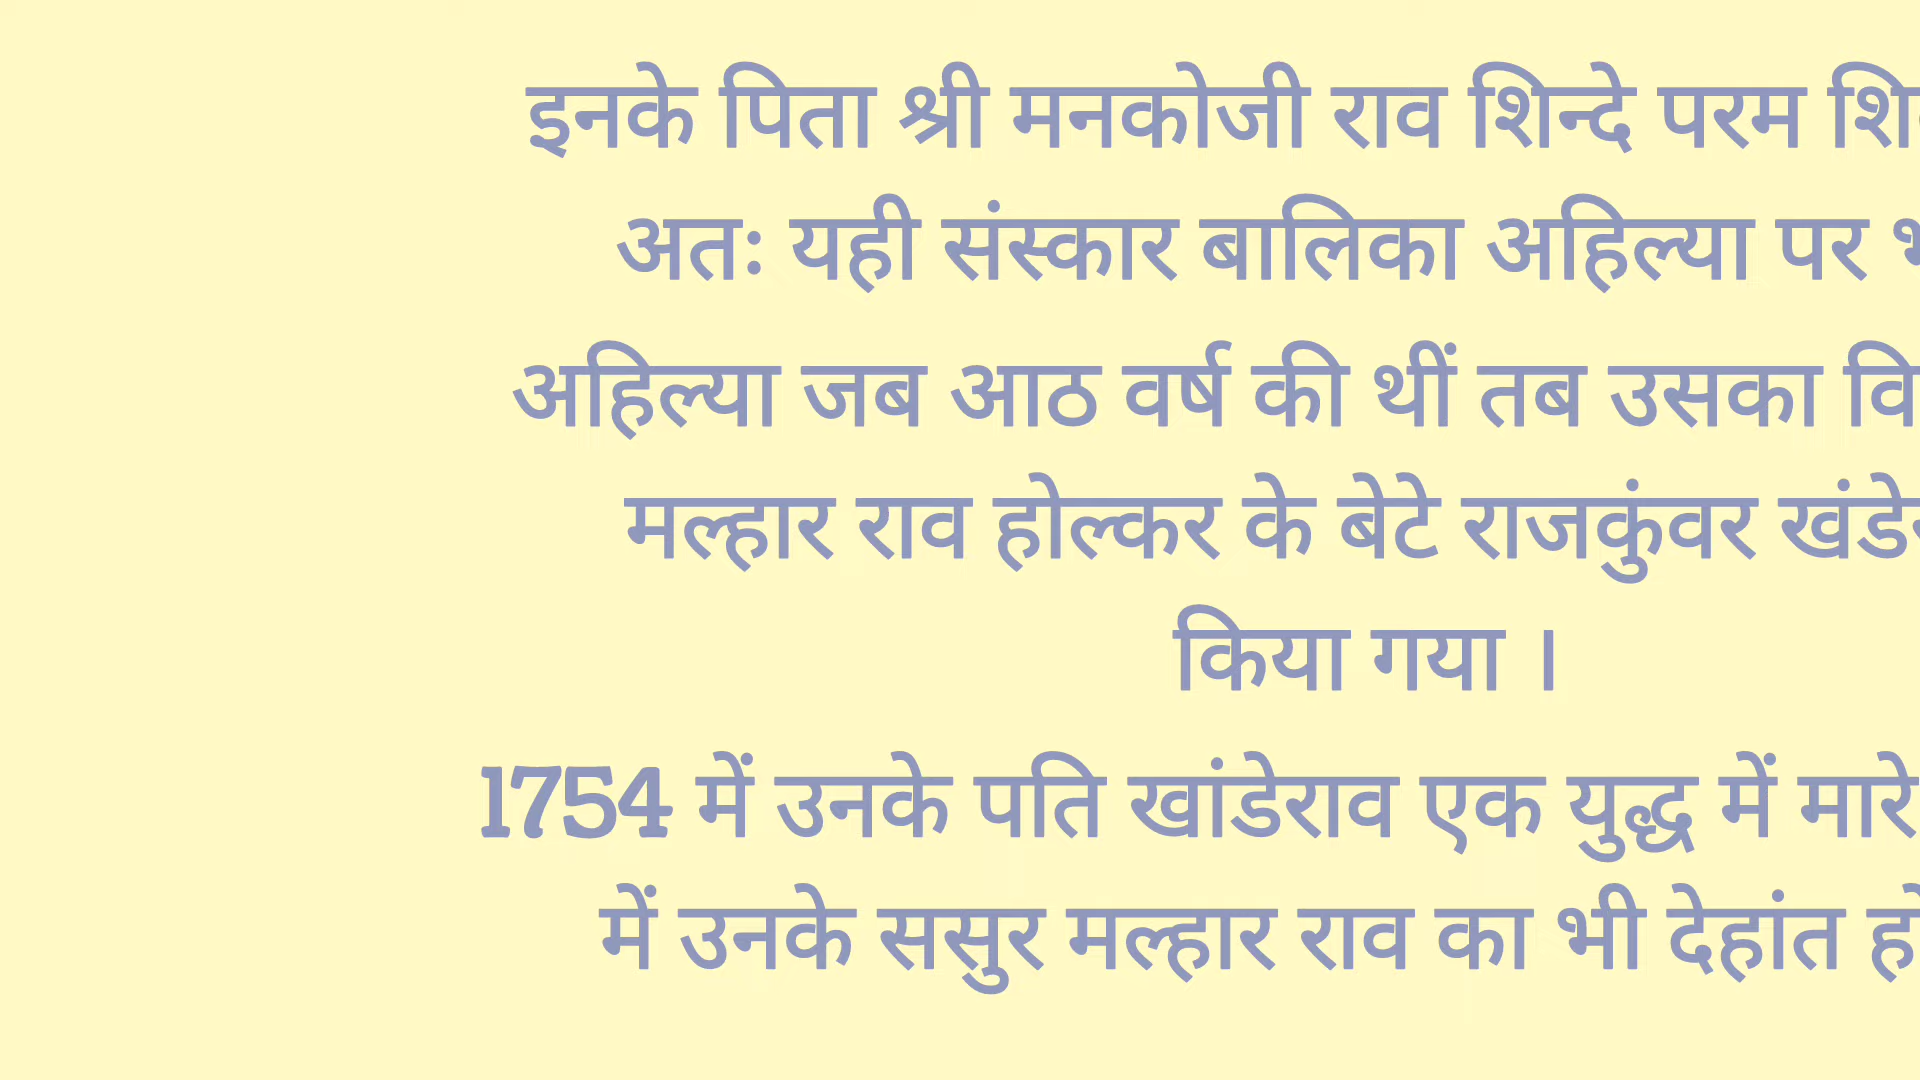 इनके पिता श्री मनकोजी राव शिन्दे परम
अतः यही संस्कार बालिका अहिल्या पर
अहिल्या जब आठ वर्ष की थीं तब उसका
मल्हार राव होल्कर के बेटे राजकुंवर
किया गया ।
1754 में उनके पति खांडेराव एक युद्ध में मारे
में उनके ससुर मल्हार राव का भी देहांत